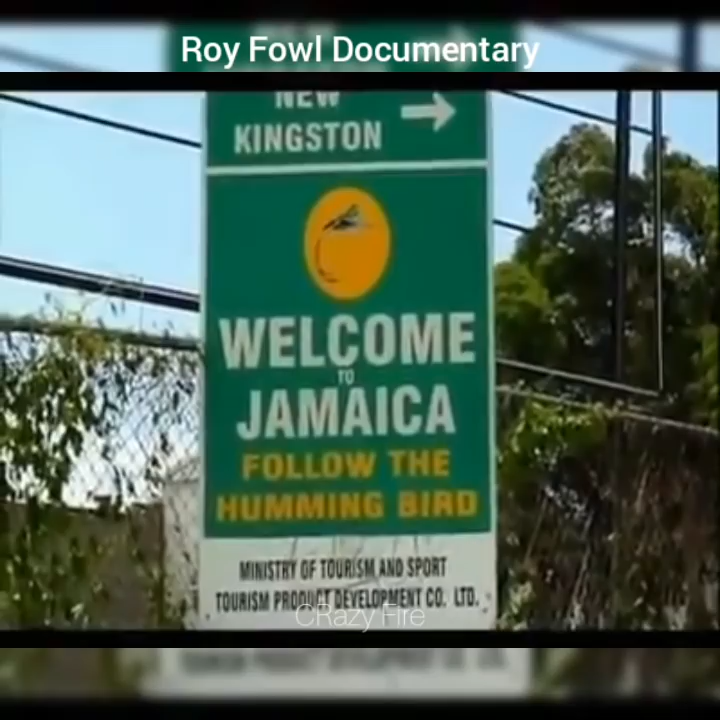 Roy Fowl Documentary
NEW
KINGSTON
WELCOME
TO
JAMAICA
FOLLOW THE
HUMMING BIRD
MINISTRY OF TOURISM AND SPORT
TOURISM PRODUCT DEVELOPMENT CO. LTD.
CRazy Fire